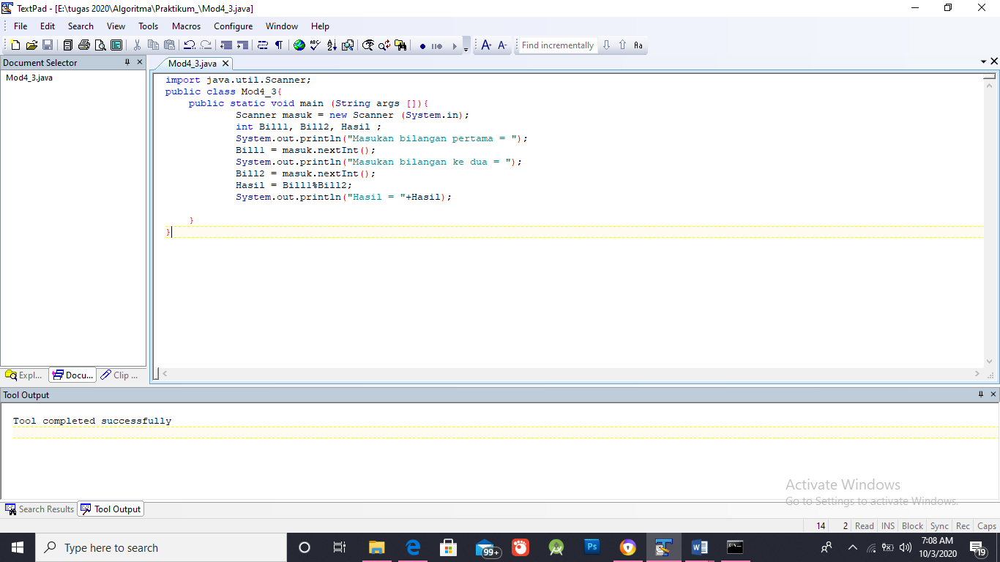 TextPad - [E:\tugas 2020\Algoritma\Praktikum_\Mod4_3.java]
File Edit Search View Tools Macros Configure Window Help
Find incrementally Aa
Document Selector
Mod4_3.java
Mod4_3.java
import java.util.Scanner;
public class Mod4_3{
public static void main (String args []){
Scanner masuk = new Scanner (System.in);
int Bill1, Bill2, Hasil ;
System.out.println("Masukan bilangan pertama = ");
Bill1 = masuk.nextInt();
System.out.println("Masukan bilangan ke dua = ");
Bill2 = masuk.nextInt();
Hasil = Bill1%Bill2;
System.out.println("Hasil = "+Hasil);
}
}
Expl... Docu... Clip ...
Tool Output
Tool completed successfully
Activate Windows
Go to Settings to activate Windows.
Search Results Tool Output
14 2 Read INS Block Sync Rec Caps
Type here to search
99+
Ps
7:08 AM
10/3/2020
19